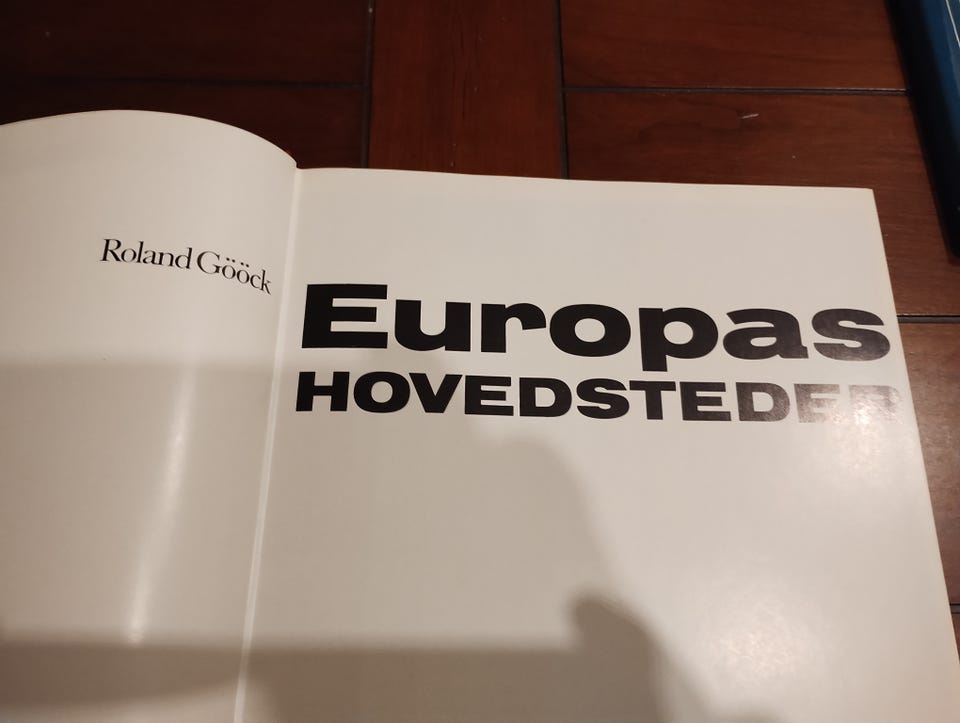 Roland Gööck
Europas
HOVEDSTEDER